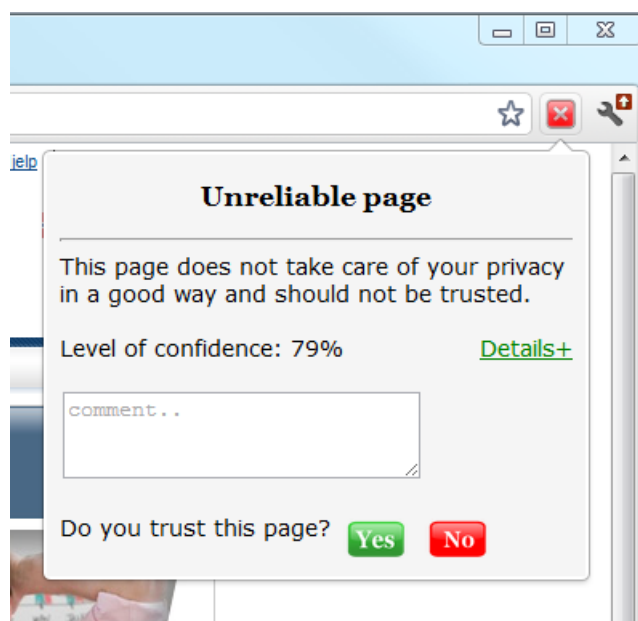 jelp
Unreliable page
This page does not take care of your privacy
in a good way and should not be trusted.
Level of confidence: 79%
Details+
comment..
Do you trust this page?
Yes
No